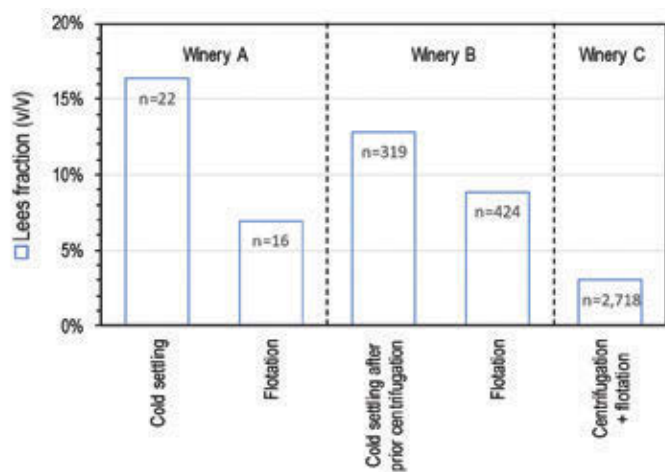 20%
15%
10%
5%
0%
Lees fraction (v/v)
Winery A
Winery B
Winery C
n=22
n=16
n=319
n=424
n=2,718
Cold settling
Flotation
Cold settling after
prior centrifugation
Flotation
Centrifugation
+ flotation